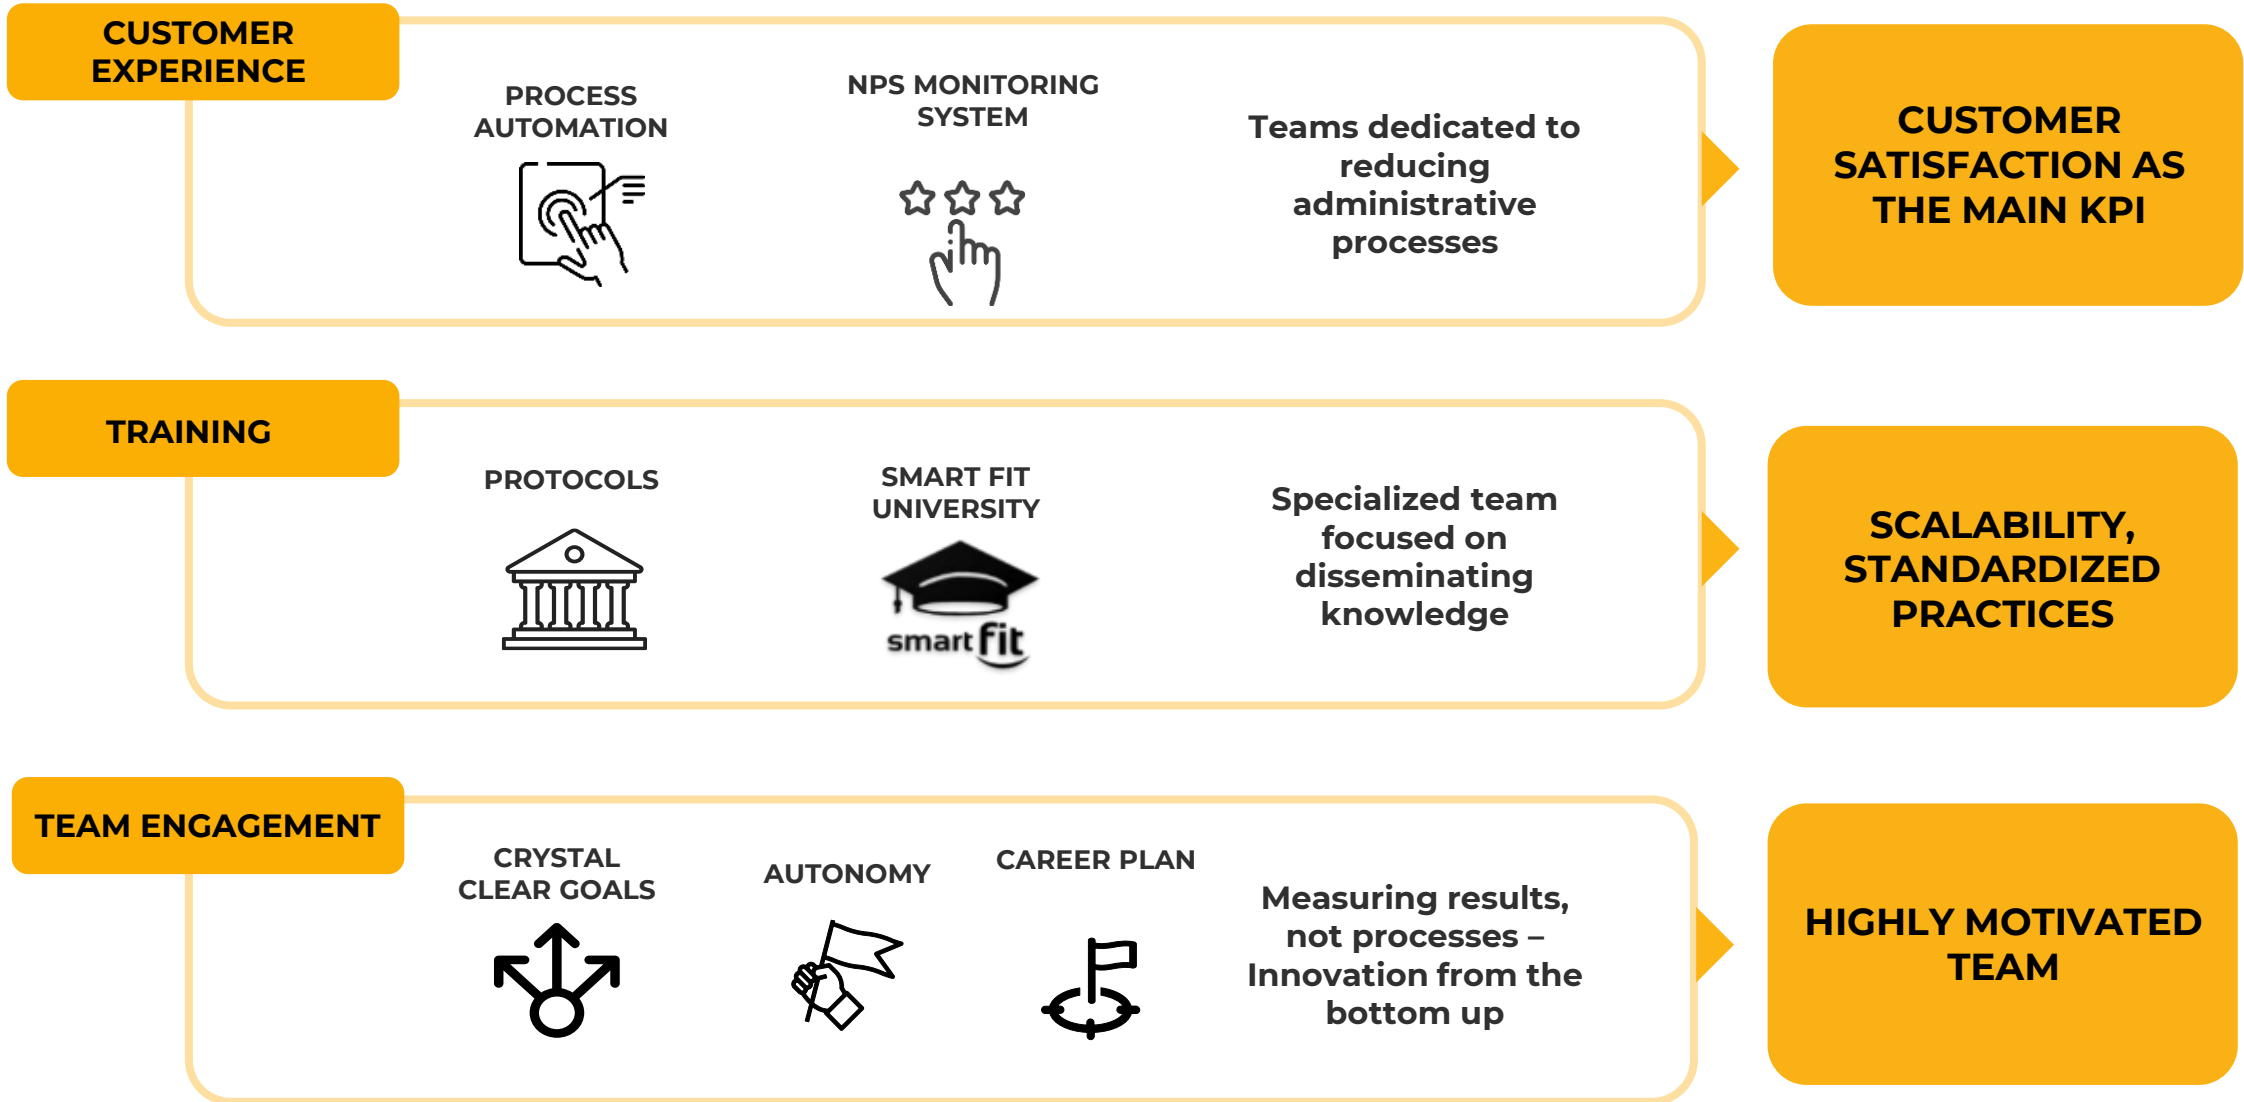 CUSTOMER
EXPERIENCE
PROCESS
AUTOMATION
NPS MONITORING
SYSTEM
Teams dedicated to
reducing
administrative
processes
CUSTOMER
SATISFACTION AS
THE MAIN KPI
TRAINING
PROTOCOLS
SMART FIT
UNIVERSITY
smart fit
Specialized team
focused on
disseminating
knowledge
SCALABILITY,
STANDARDIZED
PRACTICES
TEAM ENGAGEMENT
CRYSTAL
CLEAR GOALS
AUTONOMY
CAREER PLAN
Measuring results,
not processes –
Innovation from the
bottom up
HIGHLY MOTIVATED
TEAM